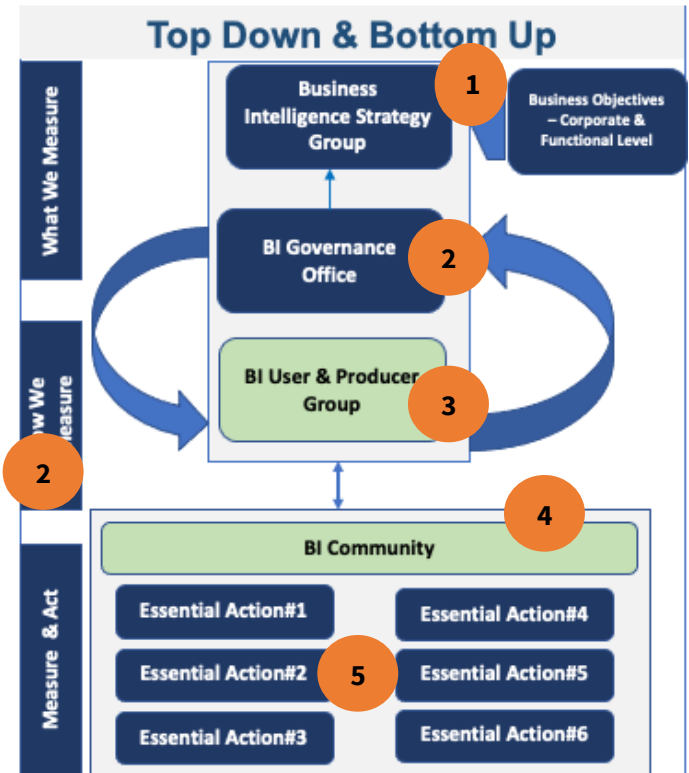 Top Down & Bottom Up
What We Measure
Business
Intelligence Strategy
Group
1
Business Objectives
– Corporate &
Functional Level
BI Governance
Office
2
We
BI User & Producer
Group
3
2
4
BI Community
Measure & Act
Essential Action#1
Essential Action#4
Essential Action#2
5
Essential Action#5
Essential Action#3
Essential Action#6